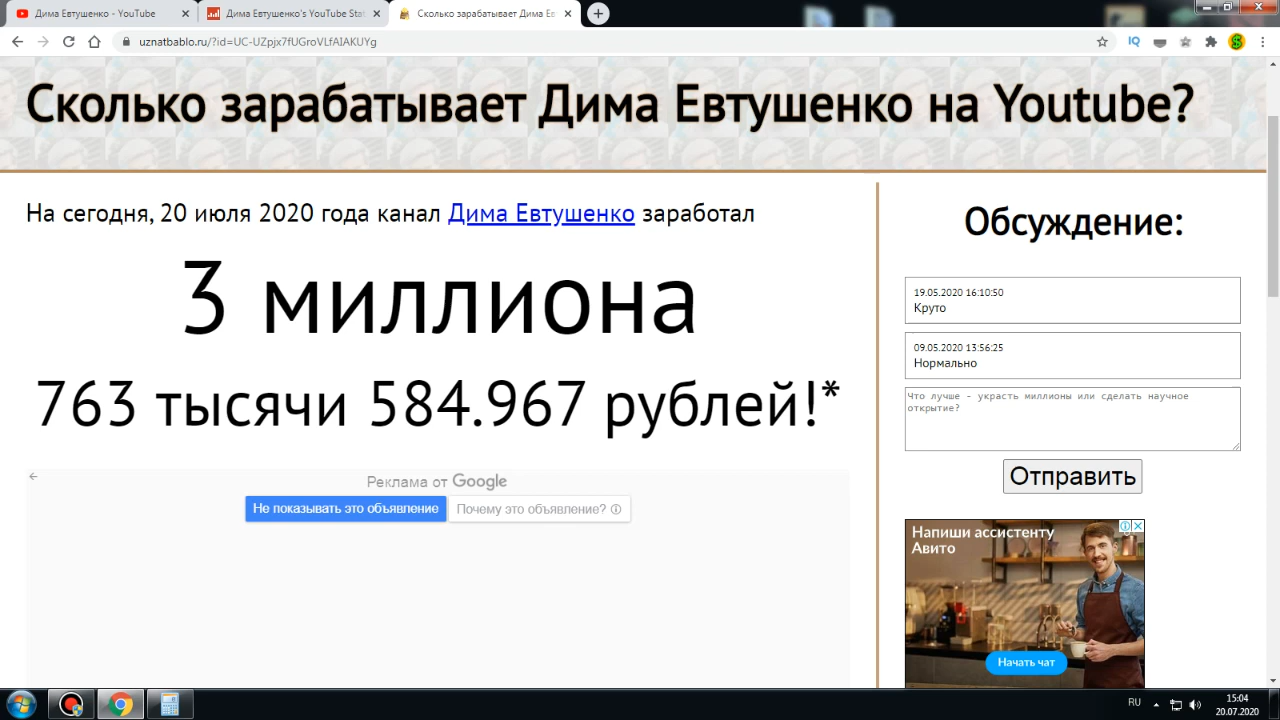 Дима Евтушенко - YouTube
Дима Евтушенко's YouTube Stat
Сколько зарабатывает Дима Ев
uznatbablo.ru/?id=UC-UZpjx7fUGroVLfAIAKUYg
IQ
Сколько зарабатывает Дима Евтушенко на Youtube?
На сегодня, 20 июля 2020 года канал Дима Евтушенко заработал
3 миллиона
763 тысячи 584.967 рублей!*
Реклама от Google
Не показывать это объявление
Почему это объявление?
Обсуждение:
19.05.2020 16:10:50
Круто
09.05.2020 13:56:25
Нормально
Что лучше - украсть миллионы или сделать научное
открытие?
Отправить
Напиши ассистенту
Авито
Начать чат
RU
15:04
20.07.2020